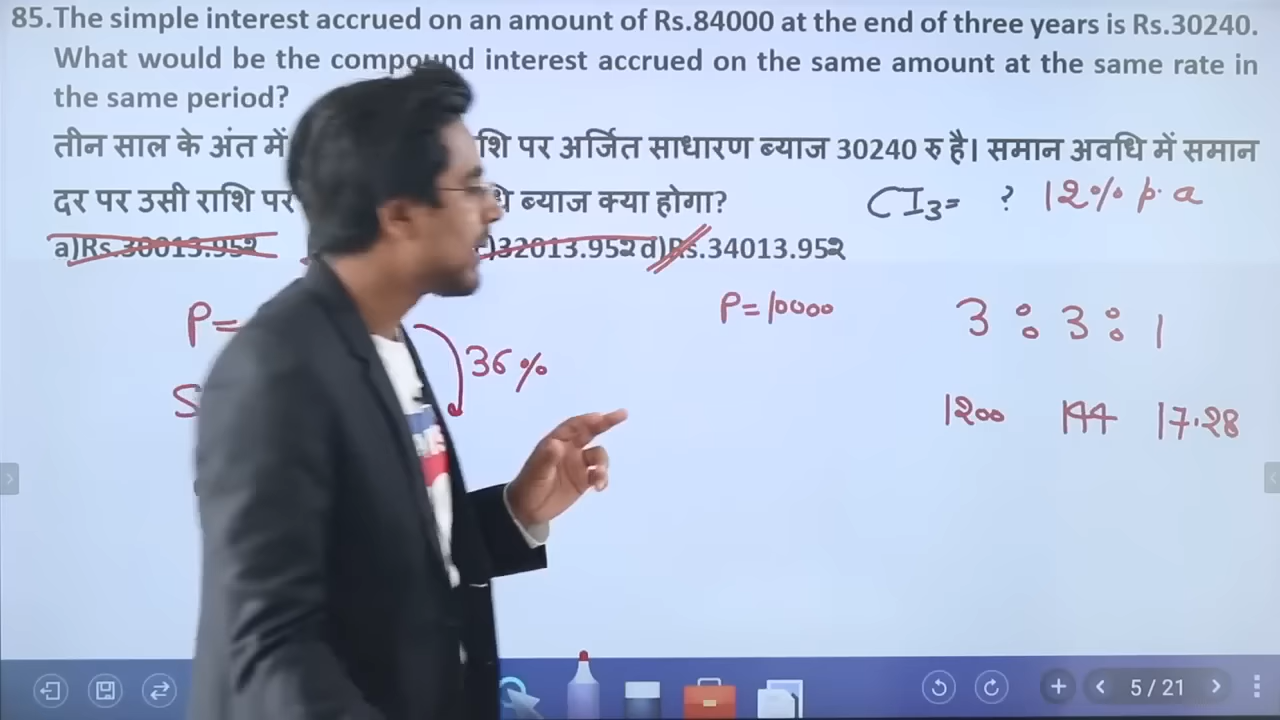 85.The simple interest accrued on an amount of Rs.84000 at the end of three years is Rs.30240.
What would be the compound interest accrued on the same amount at the same rate in
the same period?
तीन साल के अंत में शि पर अर्जित साधारण ब्याज 30240 रु है। समान अवधि में समान
दर पर उसी राशि पर ब्याज क्या होगा?
CI3= ? 12% p.a
a)Rs.30013.95२ )32013.95२ d)Rs.34013.95२
P=
P=10000
3 : 3 : 1
36%
S
1200 144 17.28
5 / 21